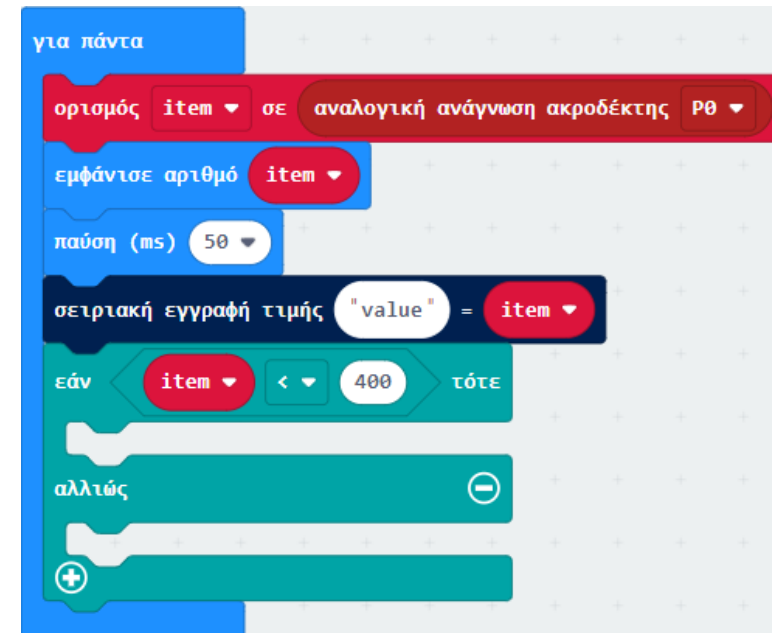 για πάντα
ορισμός item σε αναλογική ανάγνωση ακροδέκτης P0
εμφάνισε αριθμό item
παύση (ms) 50
σειριακή εγγραφή τιμής "value" = item
εάν item < 400 τότε
αλλιώς